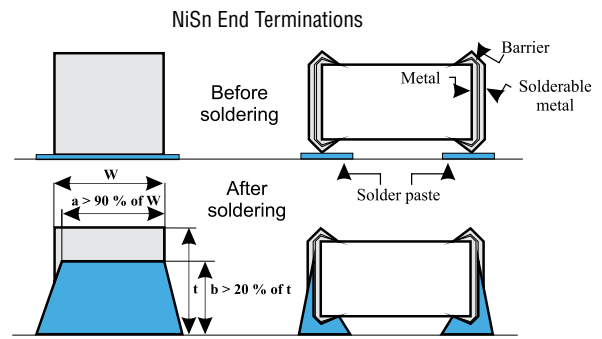 NiSn End Terminations
Before
soldering
Barrier
Metal
Solderable
metal
Solder paste
After
soldering
W
a > 90 % of W
t
b > 20 % of t